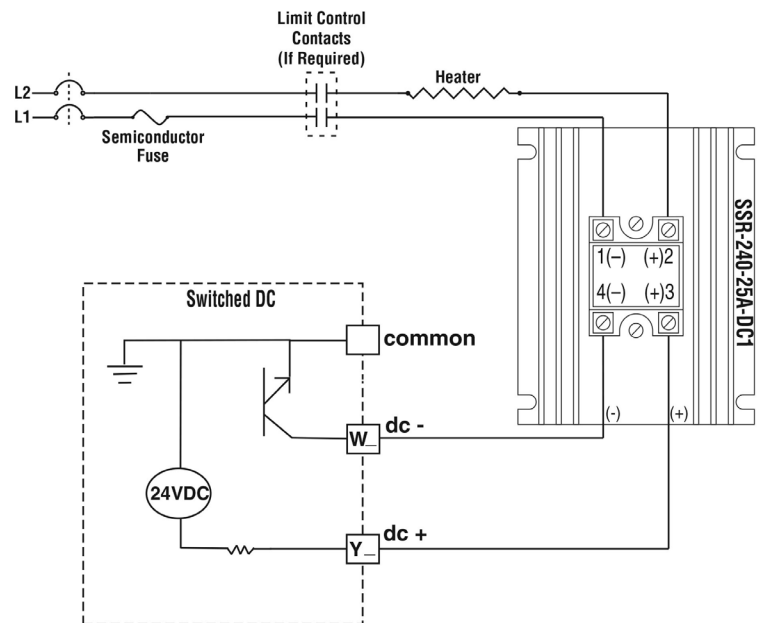 Limit Control
Contacts
(If Required)
L2
Heater
L1
Semiconductor
Fuse
SSR-240-25A-DC1
1(–) (+)2
4(–) (+)3
Switched DC
common
(-) (+)
dc -
W_
24VDC
dc +
Y_